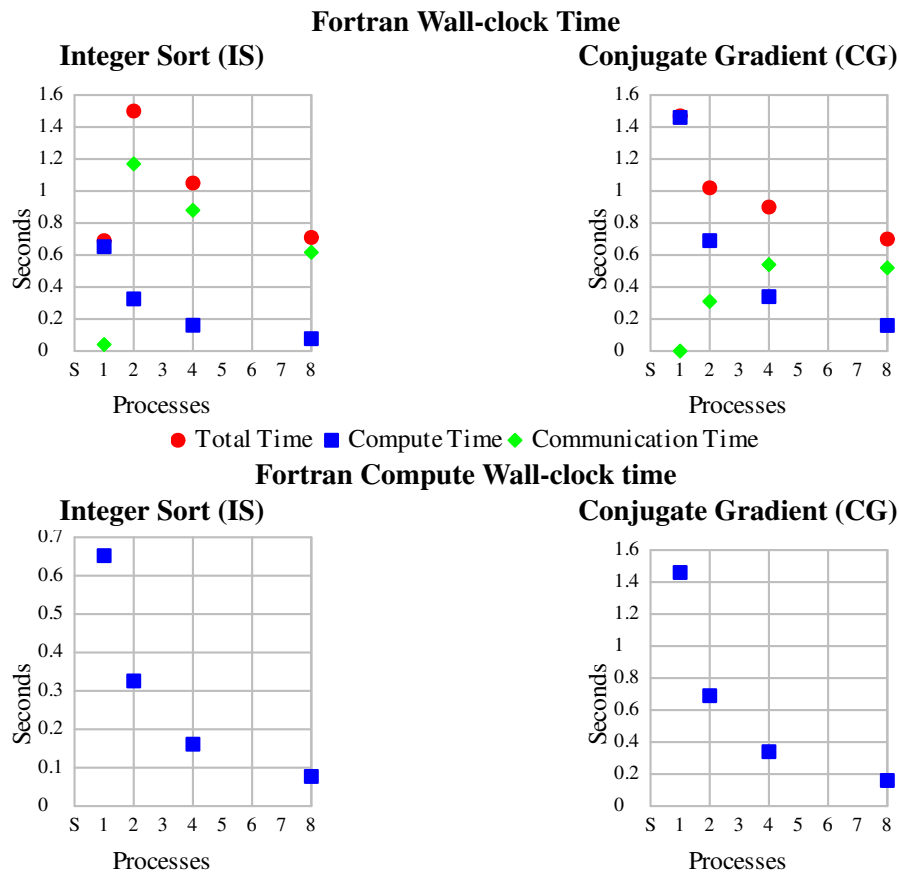 Fortran Wall-clock Time
Integer Sort (IS)
1.6
1.4
1.2
1
0.8
0.6
0.4
0.2
0
Seconds
S 1 2 3 4 5 6 7 8
Processes
Conjugate Gradient (CG)
1.6
1.4
1.2
1
0.8
0.6
0.4
0.2
0
Seconds
S 1 2 3 4 5 6 7 8
Processes
Total Time Compute Time Communication Time
Fortran Compute Wall-clock time
Integer Sort (IS)
0.7
0.6
0.5
0.4
0.3
0.2
0.1
0
Seconds
S 1 2 3 4 5 6 7 8
Processes
Conjugate Gradient (CG)
1.6
1.4
1.2
1
0.8
0.6
0.4
0.2
0
Seconds
S 1 2 3 4 5 6 7 8
Processes